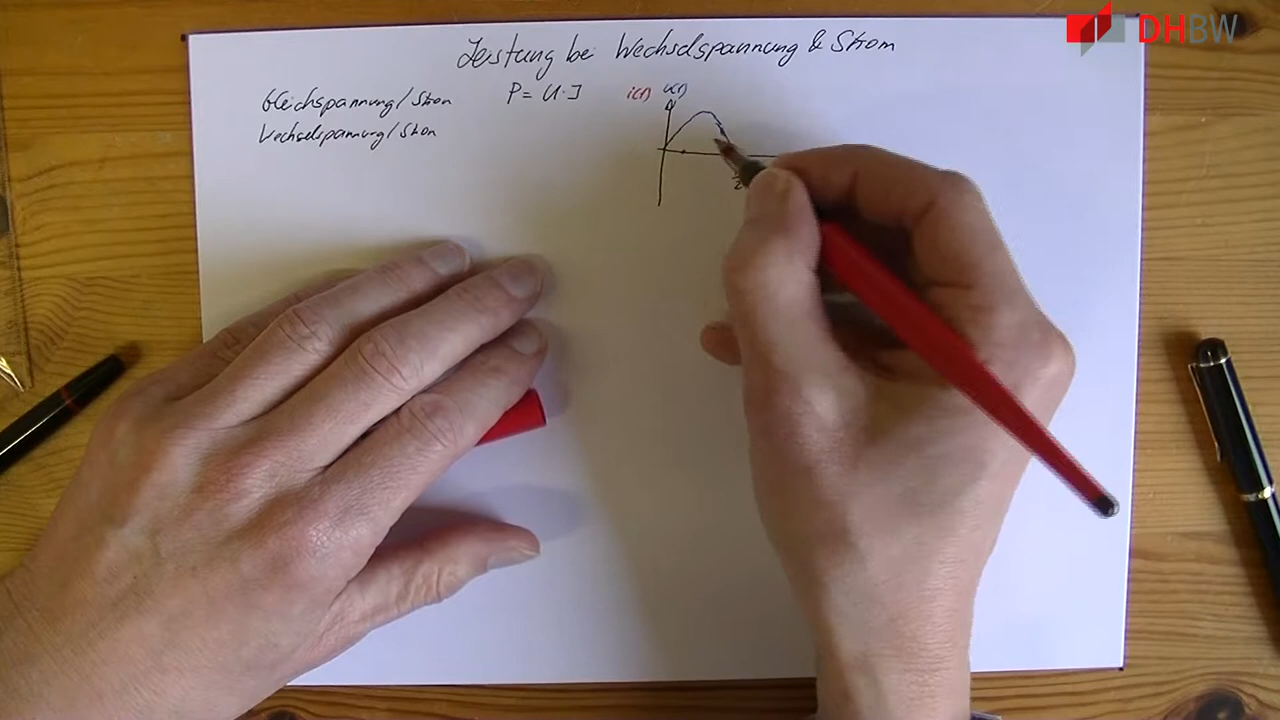 DHBW
Leistung bei Wechselspannung & Strom
Gleichspannung/Strom P = U·I i(t) u(t)
Wechselspannung/Strom